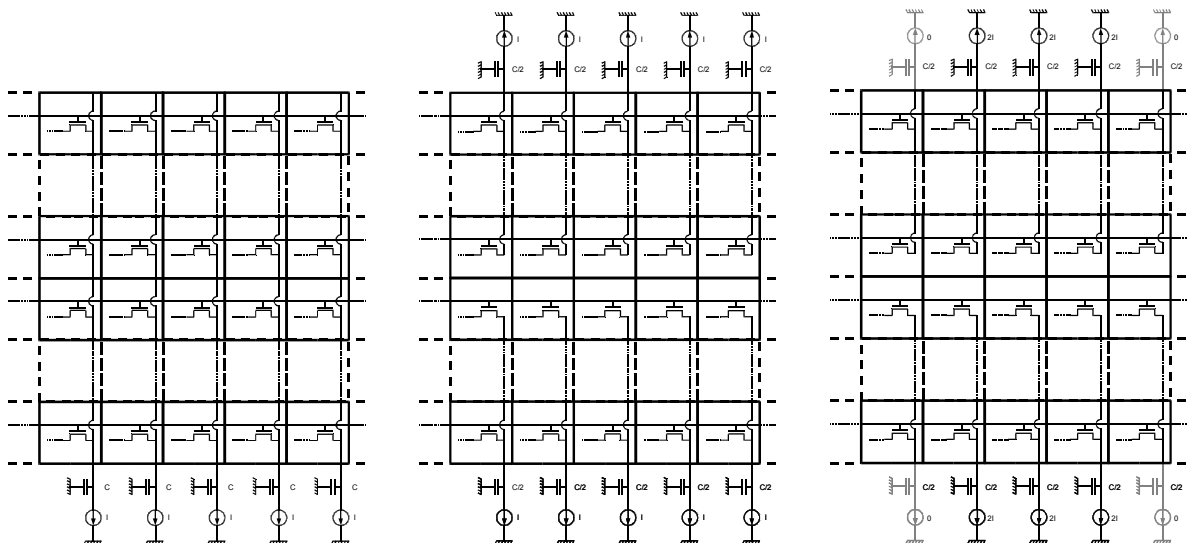 I I I I I 0 2I 2I 2I 0
C/2 C/2 C/2 C/2 C/2 C/2 C/2 C/2 C/2 C/2
C C C C C C/2 C/2 C/2 C/2 C/2 C/2 C/2 C/2 C/2 C/2
I I I I I I I I I I 0 2I 2I 2I 0